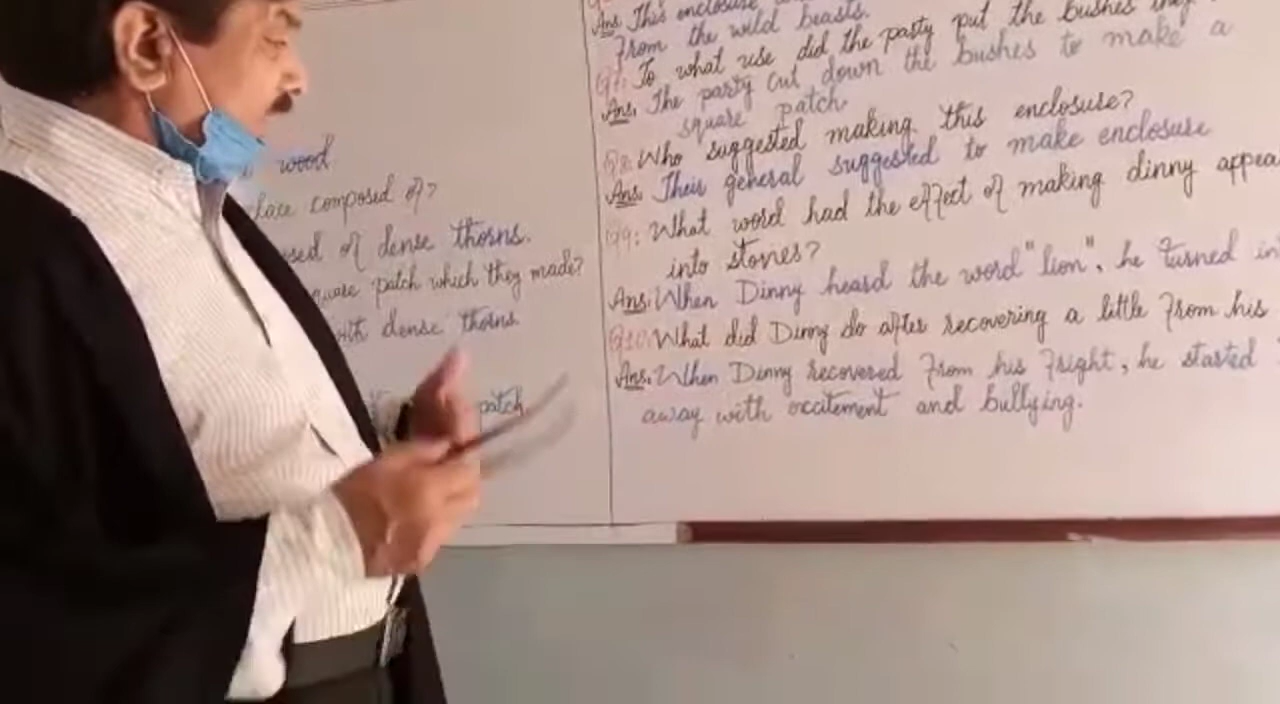 wood
place composed of?
of dense thorns.
square patch which they made?
with dense thorns.
patch
Ans. This enclosure
from the wild beasts.
Q7: To what use did the party put the bushes they
Ans. The party cut down the bushes to make a
square patch.
Q8: Who suggested making this enclosure?
Ans. Their general suggested to make enclosure
Q9: What word had the effect of making dinny appea
into stones?
Ans. When Dinny heard the word "lion", he turned in
Q10: What did Dinny do after recovering a little from his
Ans. When Dinny recovered from his fright, he started
away with excitement and bullying.